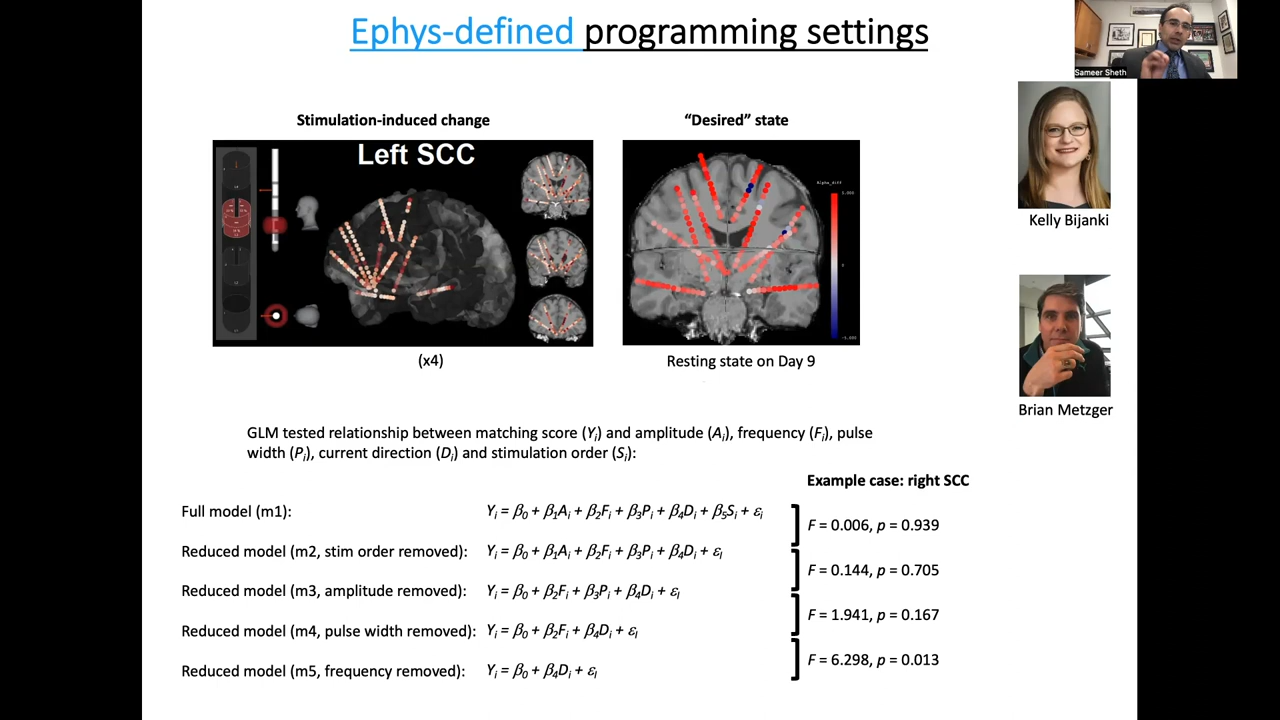 Ephys-defined programming settings
Sameer Sheth
Stimulation-induced change
"Desired" state
Left SCC
Alpha_diff
Kelly Bijanki
(x4)
Resting state on Day 9
Brian Metzger
GLM tested relationship between matching score (Yᵢ) and amplitude (Aᵢ), frequency (Fᵢ), pulse
width (Pᵢ), current direction (Dᵢ) and stimulation order (Sᵢ):
Example case: right SCC
Full model (m1): Yᵢ = β₀ + β₁Aᵢ + β₂Fᵢ + β₃Pᵢ + β₄Dᵢ + β₅Sᵢ + εᵢ
F = 0.006, p = 0.939
Reduced model (m2, stim order removed): Yᵢ = β₀ + β₁Aᵢ + β₂Fᵢ + β₃Pᵢ + β₄Dᵢ + εᵢ
F = 0.144, p = 0.705
Reduced model (m3, amplitude removed): Yᵢ = β₀ + β₂Fᵢ + β₃Pᵢ + β₄Dᵢ + εᵢ
F = 1.941, p = 0.167
Reduced model (m4, pulse width removed): Yᵢ = β₀ + β₂Fᵢ + β₄Dᵢ + εᵢ
F = 6.298, p = 0.013
Reduced model (m5, frequency removed): Yᵢ = β₀ + β₄Dᵢ + εᵢ